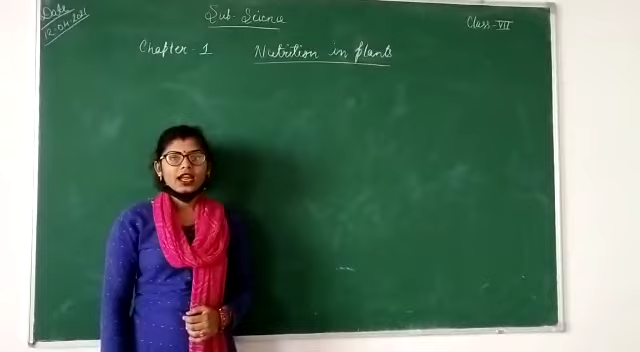 Date
12.04.2021
Sub- Science
Class-VII
Chapter-1 Nutrition in plants